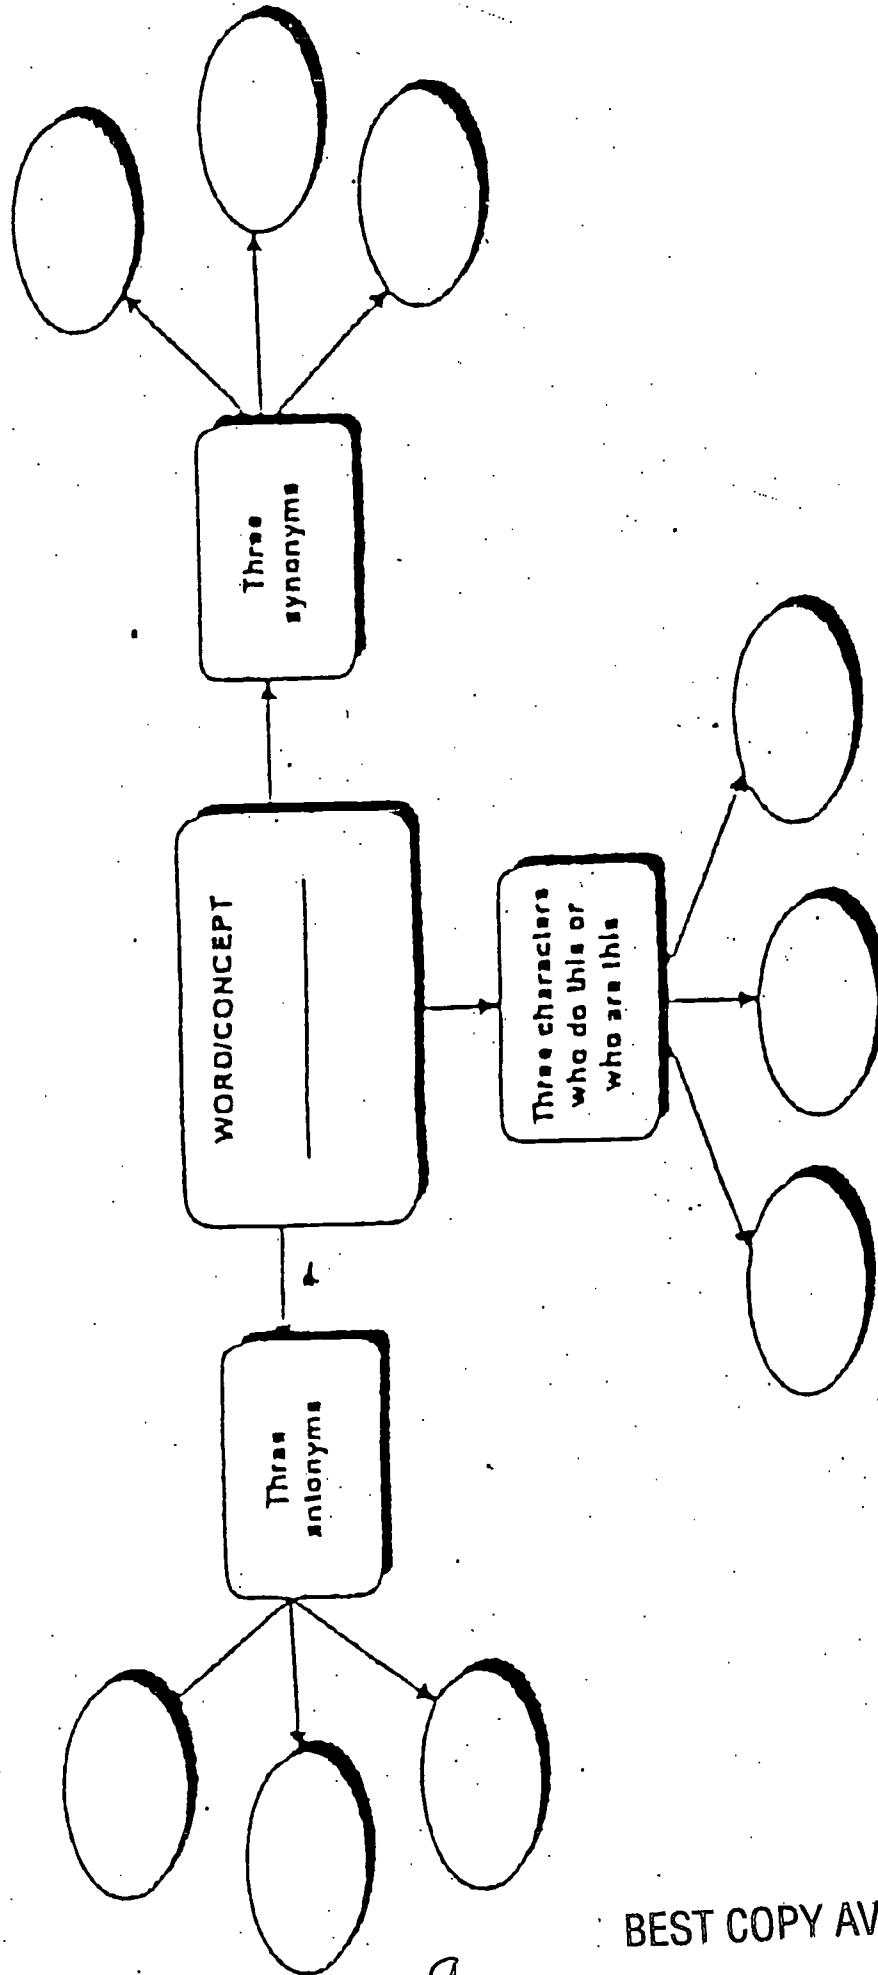 Three
synonyms
WORD/CONCEPT
Three characters
who do this or
who are this
Three
antonyms
BEST COPY AV